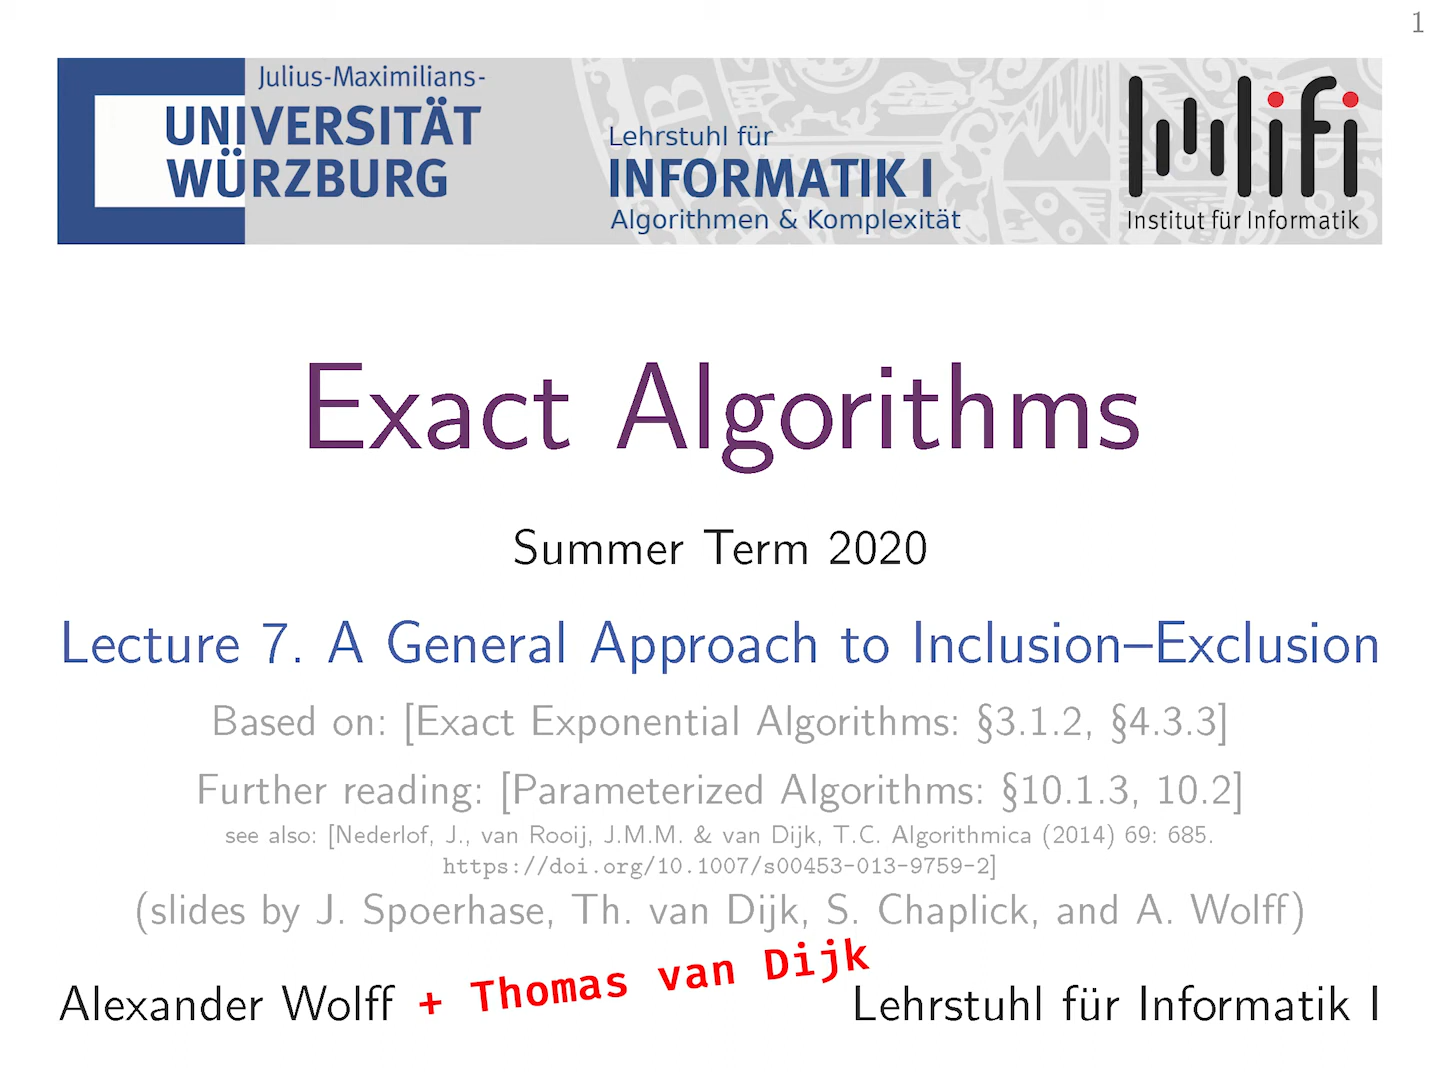 1
Julius-Maximilians-
UNIVERSITÄT
WÜRZBURG
Lehrstuhl für
INFORMATIK I
Algorithmen & Komplexität
ifi
Institut für Informatik
Exact Algorithms
Summer Term 2020
Lecture 7. A General Approach to Inclusion–Exclusion
Based on: [Exact Exponential Algorithms: §3.1.2, §4.3.3]
Further reading: [Parameterized Algorithms: §10.1.3, 10.2]
see also: [Nederlof, J., van Rooij, J.M.M. & van Dijk, T.C. Algorithmica (2014) 69: 685.
https://doi.org/10.1007/s00453-013-9759-2]
(slides by J. Spoerhase, Th. van Dijk, S. Chaplick, and A. Wolff)
Alexander Wolff + Thomas van Dijk Lehrstuhl für Informatik I